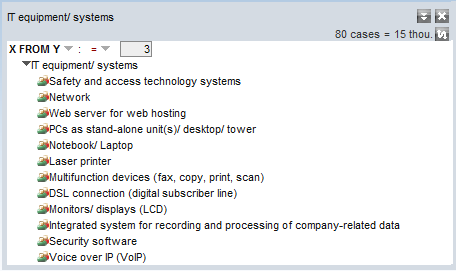 IT equipment/ systems
80 cases = 15 thou.
X FROM Y : = 3
IT equipment/ systems
Safety and access technology systems
Network
Web server for web hosting
PCs as stand-alone unit(s)/ desktop/ tower
Notebook/ Laptop
Laser printer
Multifunction devices (fax, copy, print, scan)
DSL connection (digital subscriber line)
Monitors/ displays (LCD)
Integrated system for recording and processing of company-related data
Security software
Voice over IP (VoIP)